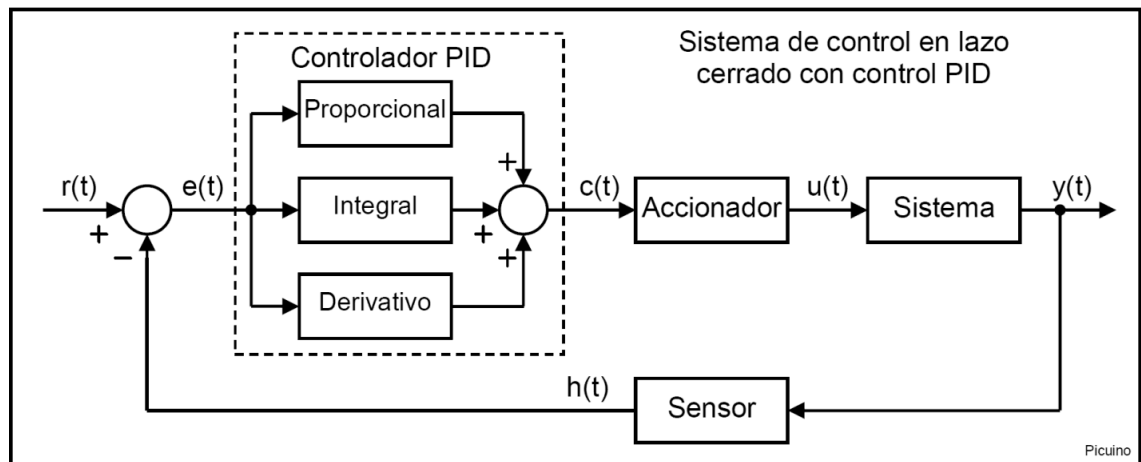 Sistema de control en lazo
cerrado con control PID
Controlador PID
Proporcional
Integral
Derivativo
r(t)
+
−
e(t)
+
+
+
c(t)
Accionador
u(t)
Sistema
y(t)
h(t)
Sensor
Picuino